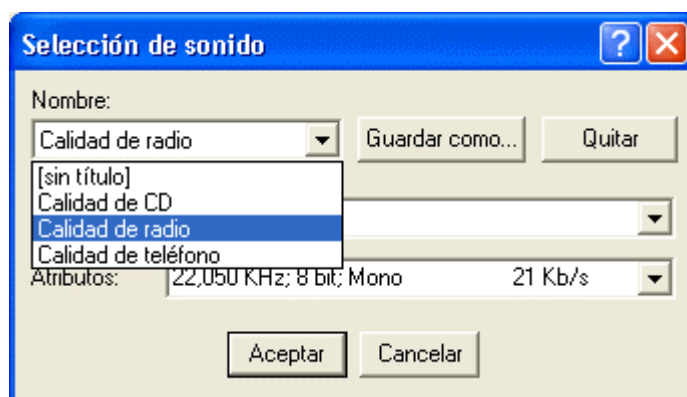 Selección de sonido
Nombre:
Calidad de radio
Guardar como...
Quitar
[sin título]
Calidad de CD
Calidad de radio
Calidad de teléfono
Atributos:
22,050 KHz; 8 bit; Mono 21 Kb/s
Aceptar
Cancelar